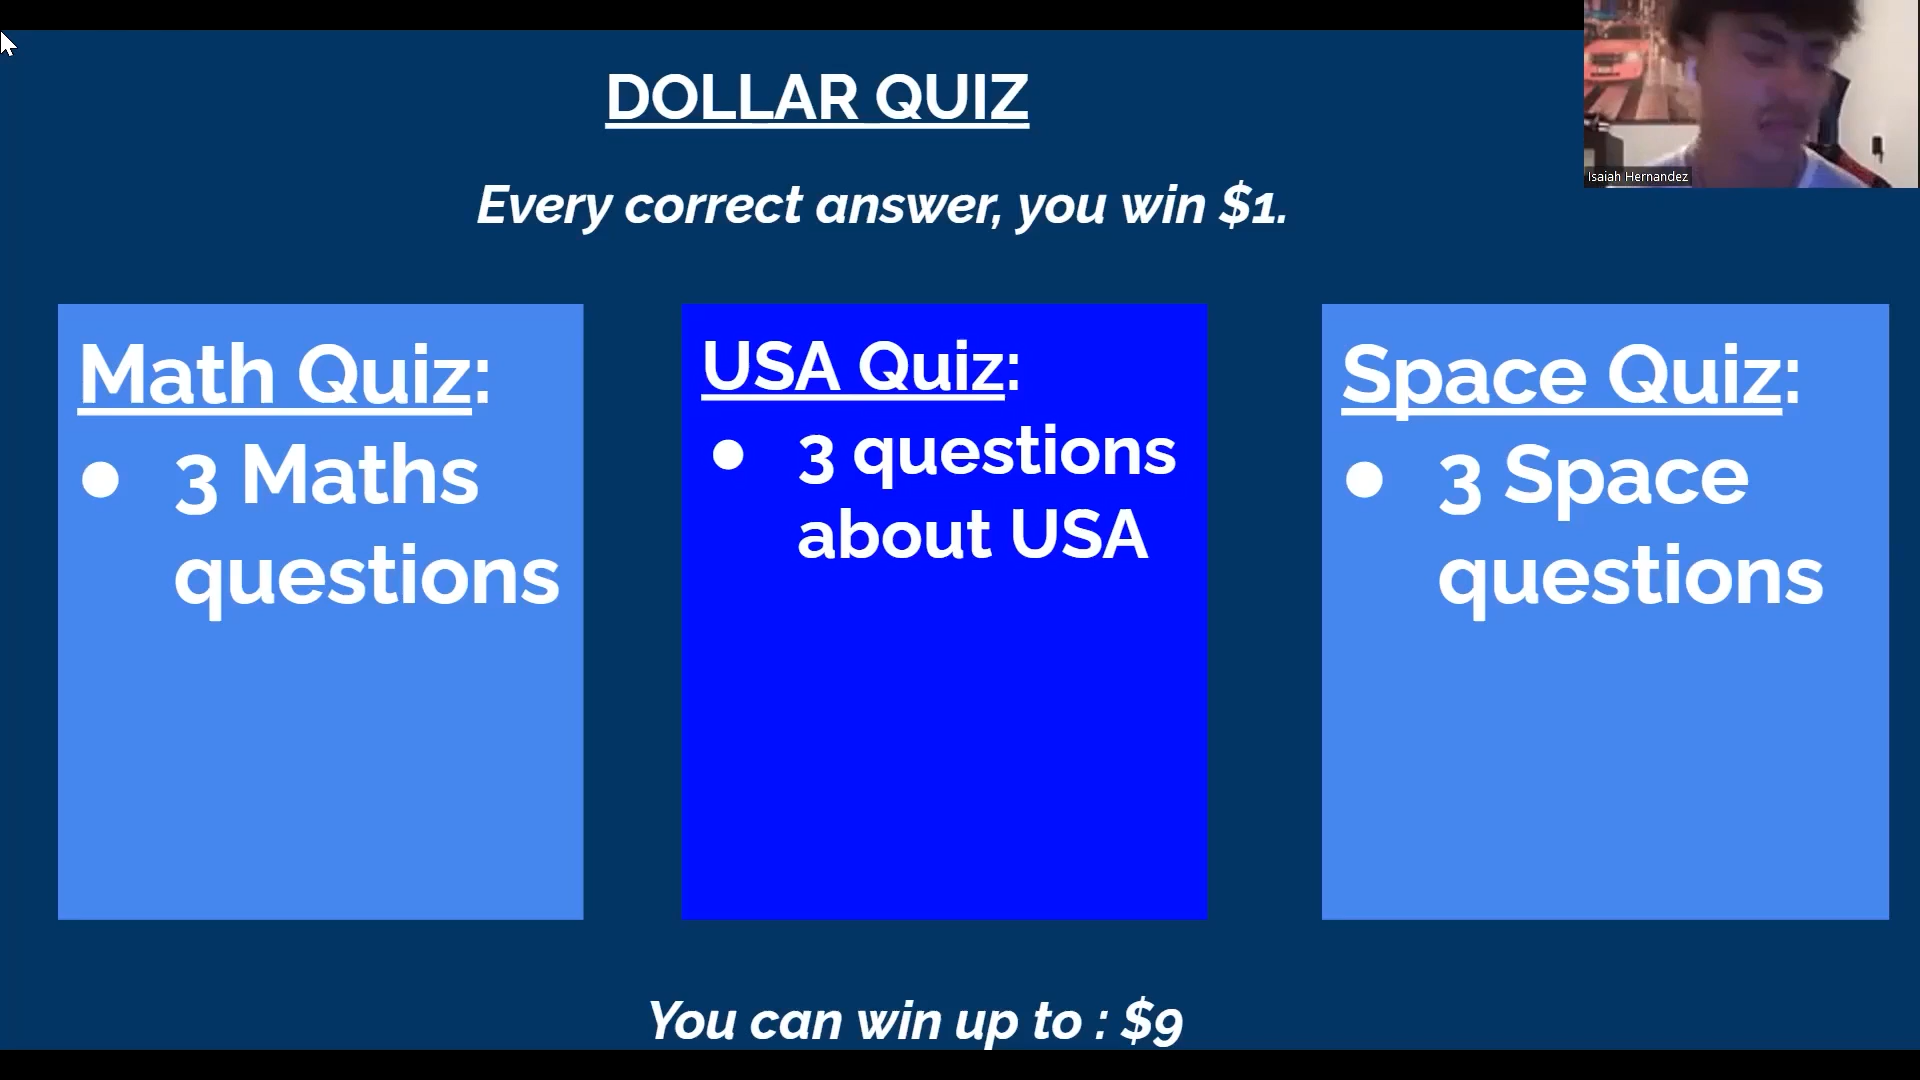 DOLLAR QUIZ
Isaiah Hernandez
Every correct answer, you win $1.
Math Quiz:
● 3 Maths
questions
USA Quiz:
● 3 questions
about USA
Space Quiz:
● 3 Space
questions
You can win up to : $9